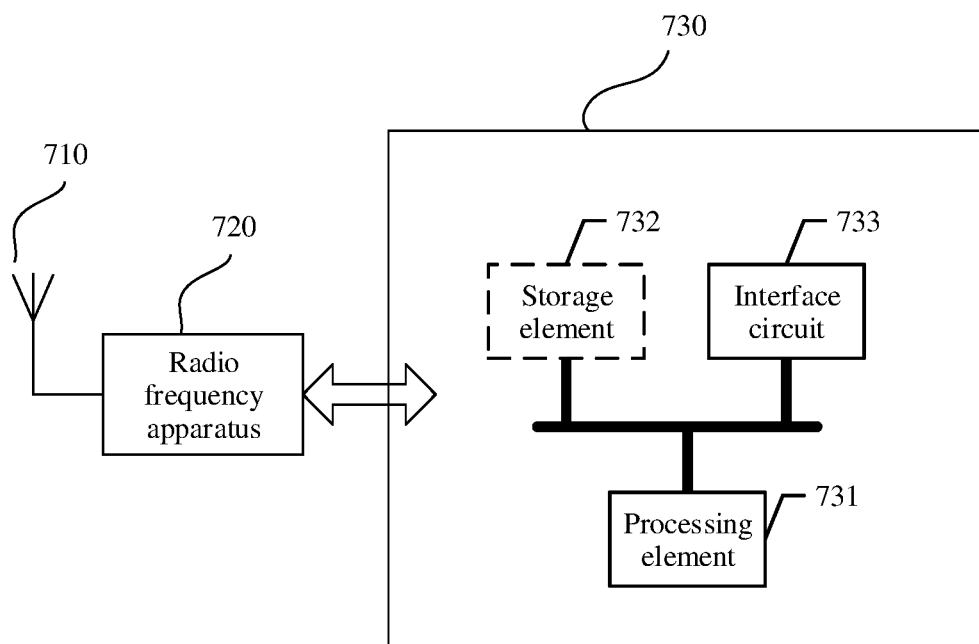 730
710
720
732
733
Storage
element
Interface
circuit
Radio
frequency
apparatus
731
Processing
element